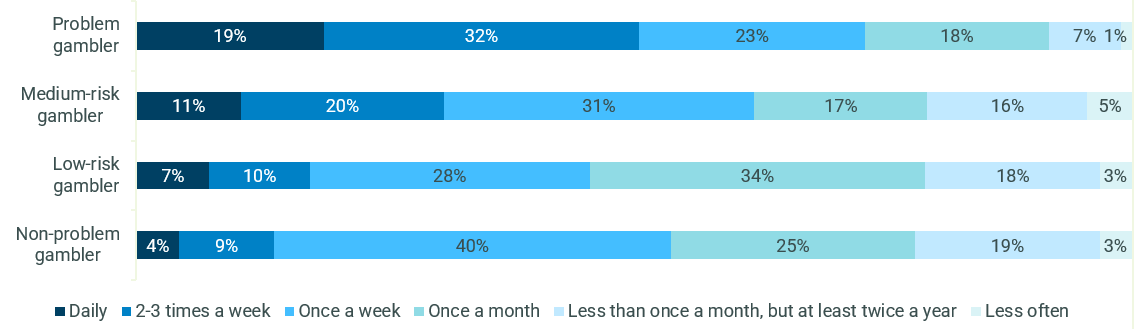 Problem
gambler
19% 32% 23% 18% 7% 1%
Medium-risk
gambler
11% 20% 31% 17% 16% 5%
Low-risk
gambler
7% 10% 28% 34% 18% 3%
Non-problem
gambler
4% 9% 40% 25% 19% 3%
Daily 2-3 times a week Once a week Once a month Less than once a month, but at least twice a year Less often